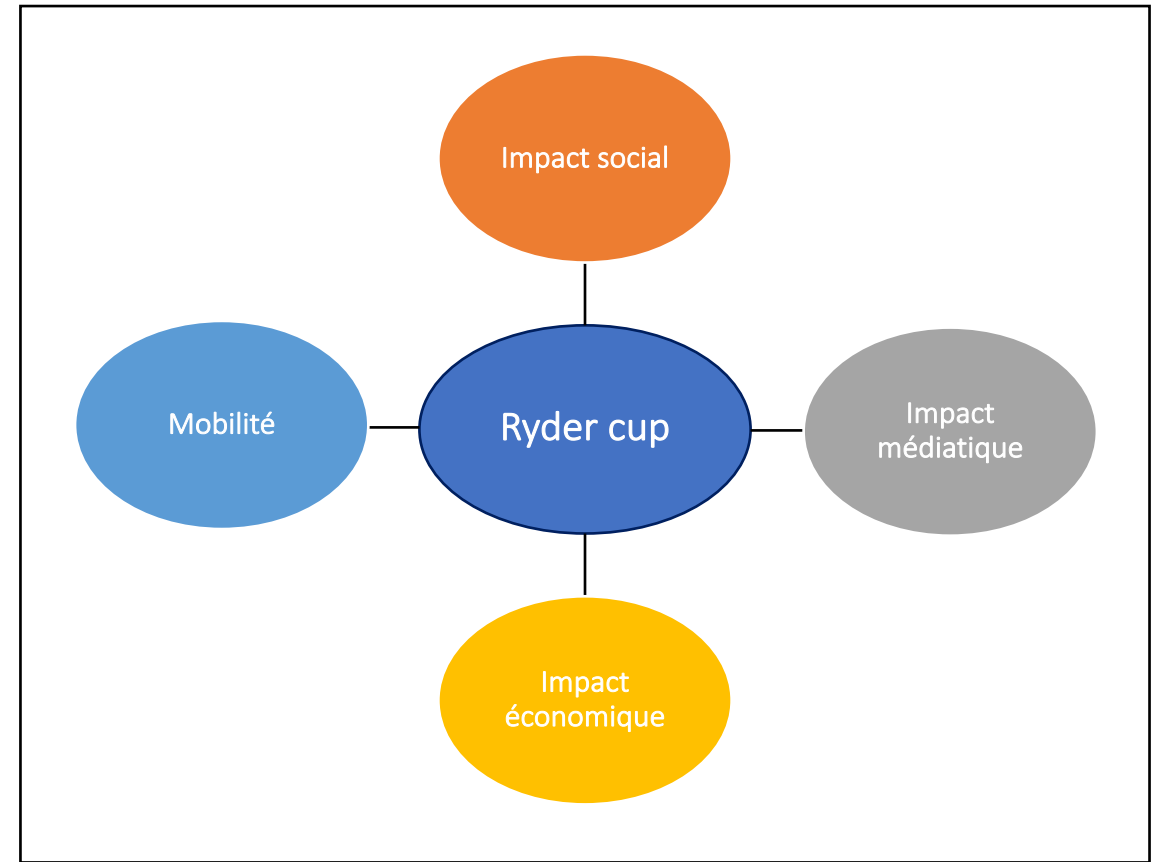 Impact social
Mobilité
Ryder cup
Impact
médiatique
Impact
économique